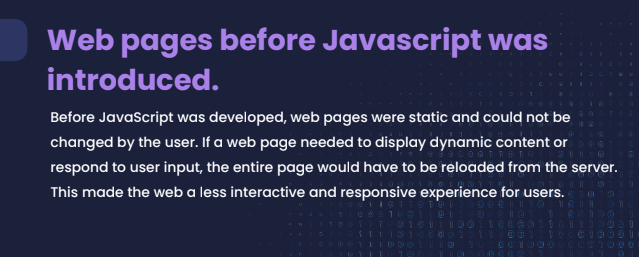 Web pages before Javascript was
introduced.
Before JavaScript was developed, web pages were static and could not be
changed by the user. If a web page needed to display dynamic content or
respond to user input, the entire page would have to be reloaded from the server.
This made the web a less interactive and responsive experience for users.